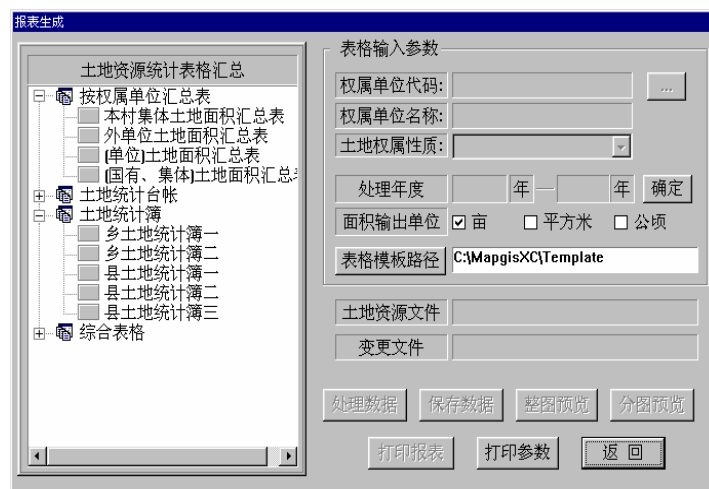 报表生成
土地资源统计表格汇总
按权属单位汇总表
本村集体土地面积汇总表
外单位土地面积汇总表
(单位)土地面积汇总表
(国有、集体)土地面积汇总
土地统计台帐
土地统计簿
乡土地统计簿一
乡土地统计簿二
县土地统计簿一
县土地统计簿二
县土地统计簿三
综合表格
表格输入参数
权属单位代码: ...
权属单位名称:
土地权属性质:
处理年度 年 — 年 确定
面积输出单位 亩 平方米 公顷
表格模板路径 C:\MapgisXC\Template
土地资源文件
变更文件
处理数据 保存数据 整图预览 分图预览
打印报表 打印参数 返 回